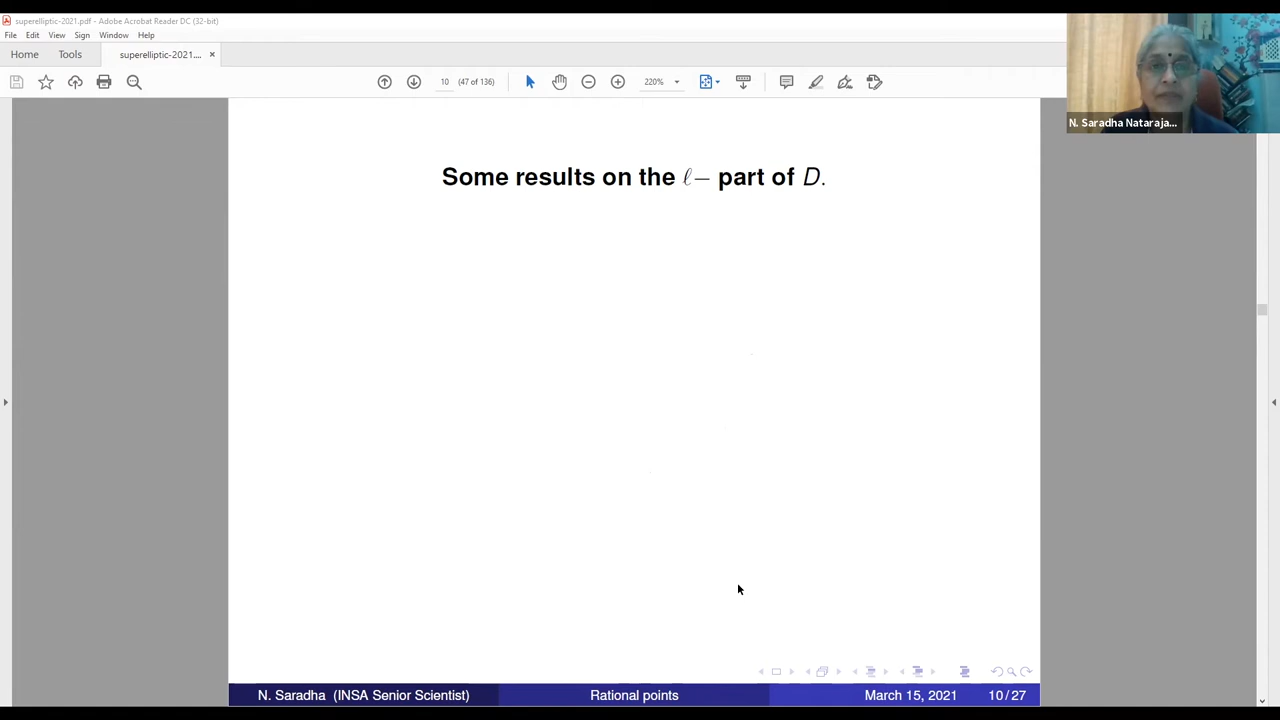 superelliptic-2021.pdf - Adobe Acrobat Reader DC (32-bit)
File Edit View Sign Window Help
Home Tools superelliptic-2021.... ×
10 (47 of 136) 220%
N. Saradha Nataraja...
Some results on the ℓ− part of D.
N. Saradha (INSA Senior Scientist) Rational points March 15, 2021 10 / 27